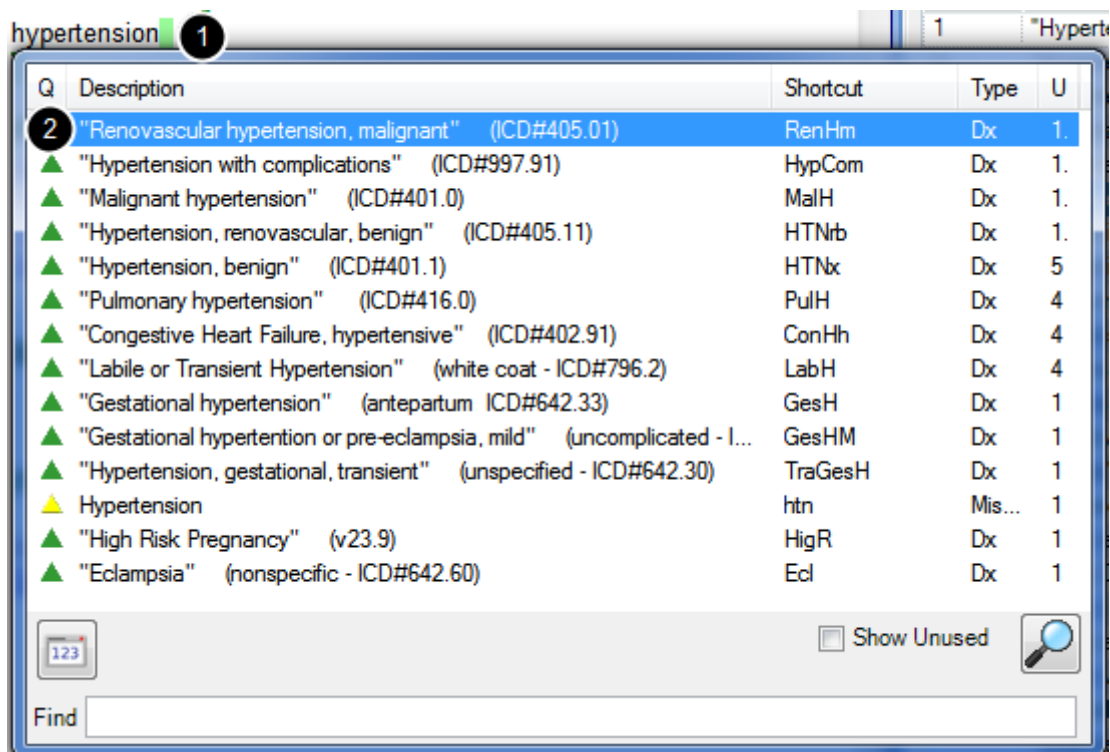 hypertension 1 1 "Hyperte
Q Description Shortcut Type U
2 "Renovascular hypertension, malignant" (ICD#405.01) RenHm Dx 1.
"Hypertension with complications" (ICD#997.91) HypCom Dx 1.
"Malignant hypertension" (ICD#401.0) MalH Dx 1.
"Hypertension, renovascular, benign" (ICD#405.11) HTNrb Dx 1.
"Hypertension, benign" (ICD#401.1) HTNx Dx 5
"Pulmonary hypertension" (ICD#416.0) PulH Dx 4
"Congestive Heart Failure, hypertensive" (ICD#402.91) ConHh Dx 4
"Labile or Transient Hypertension" (white coat - ICD#796.2) LabH Dx 4
"Gestational hypertension" (antepartum ICD#642.33) GesH Dx 1
"Gestational hypertention or pre-eclampsia, mild" (uncomplicated - I... GesHM Dx 1
"Hypertension, gestational, transient" (unspecified - ICD#642.30) TraGesH Dx 1
Hypertension htn Mis... 1
"High Risk Pregnancy" (v23.9) HigR Dx 1
"Eclampsia" (nonspecific - ICD#642.60) Ecl Dx 1
123 Show Unused
Find